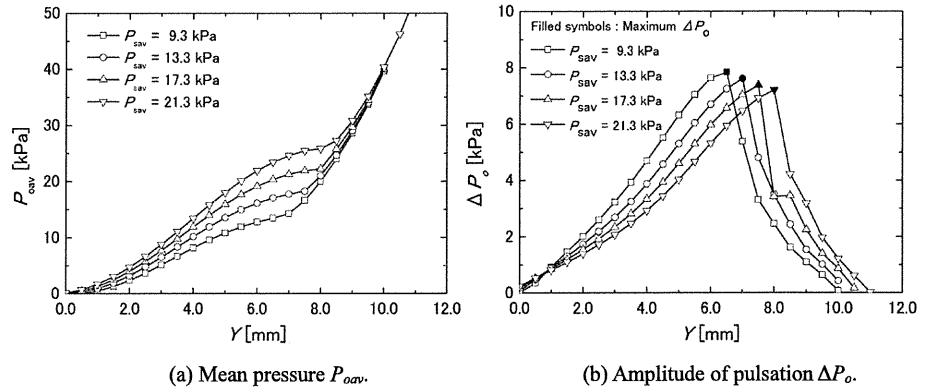 50
40
30
20
10
0
P_oav [kPa]
P_sav = 9.3 kPa
P_sav = 13.3 kPa
P_sav = 17.3 kPa
P_sav = 21.3 kPa
0.0 2.0 4.0 6.0 8.0 10.0 12.0
Y [mm]
(a) Mean pressure P_oav.
10
8
6
4
2
0
Δ P_o [kPa]
Filled symbols : Maximum ΔP_o
P_sav = 9.3 kPa
P_sav = 13.3 kPa
P_sav = 17.3 kPa
P_sav = 21.3 kPa
0.0 2.0 4.0 6.0 8.0 10.0 12.0
Y [mm]
(b) Amplitude of pulsation ΔP_o.